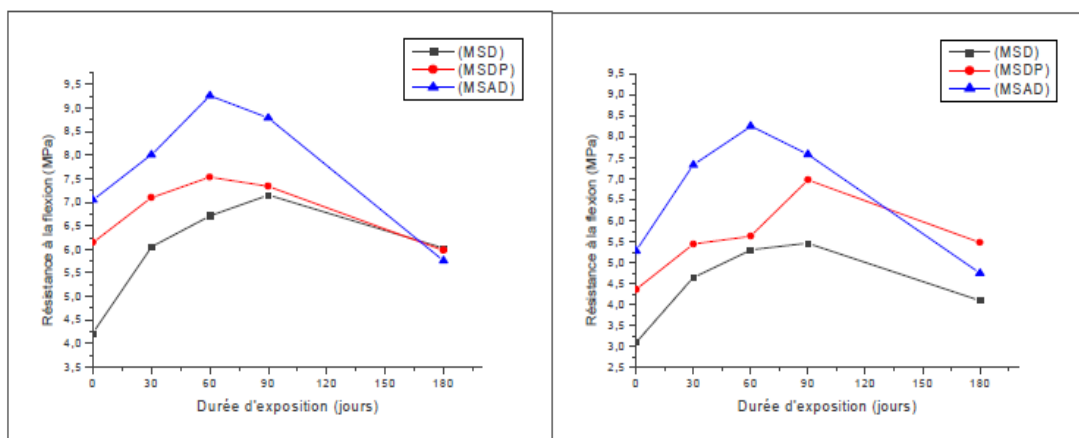 (MSD)
(MSDP)
(MSAD)
9,5
9,0
8,5
8,0
7,5
7,0
6,5
6,0
5,5
5,0
4,5
4,0
3,5
Résistance à la flexion (MPa)
0 30 60 90 120 150 180
Durée d'exposition (jours)
(MSD)
(MSDP)
(MSAD)
9,5
9,0
8,5
8,0
7,5
7,0
6,5
6,0
5,5
5,0
4,5
4,0
3,5
3,0
2,5
Résistance à la flexion (MPa)
0 30 60 90 120 150 180
Durée d'exposition (jours)